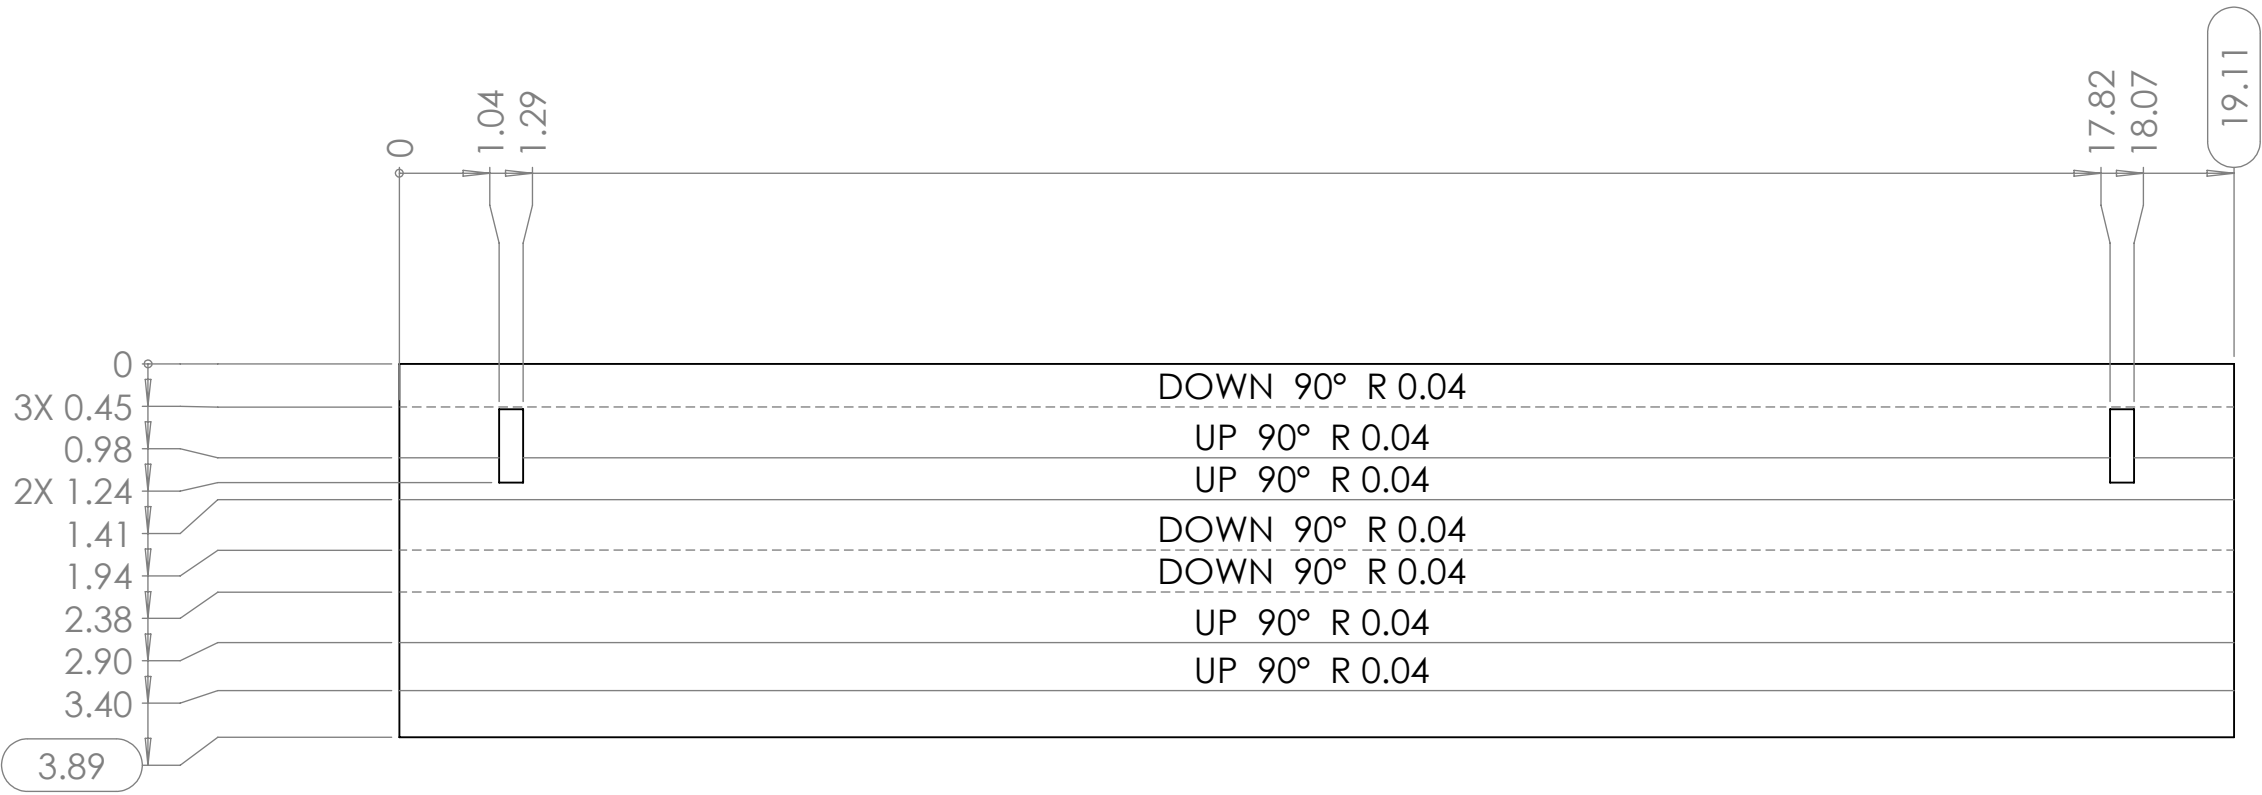 0
1.04
1.29
17.82
18.07
19.11
0
3X 0.45
0.98
2X 1.24
1.41
1.94
2.38
2.90
3.40
3.89
DOWN 90° R 0.04
UP 90° R 0.04
UP 90° R 0.04
DOWN 90° R 0.04
DOWN 90° R 0.04
UP 90° R 0.04
UP 90° R 0.04